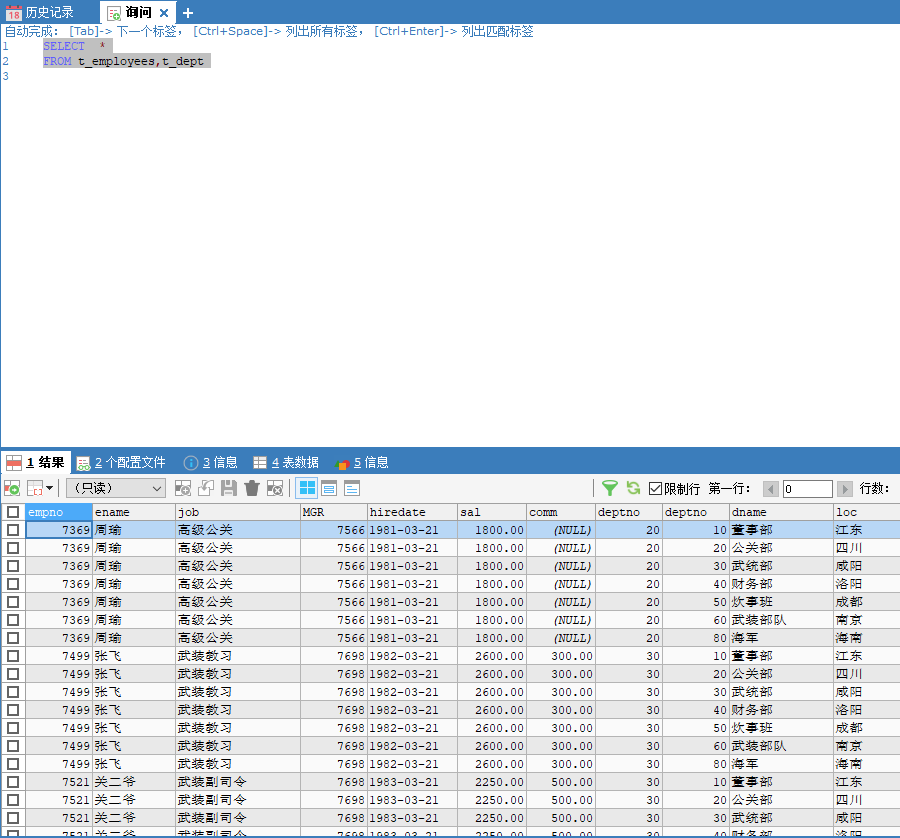 18 历史记录 询问
自动完成： [Tab]-> 下一个标签， [Ctrl+Space]-> 列出所有标签， [Ctrl+Enter]-> 列出匹配标签
1 SELECT *
2 FROM t_employees,t_dept
3
1 结果 2 个配置文件 3 信息 4 表数据 5 信息
（只读） 限制行 第一行： 0 行数：
empno ename job MGR hiredate sal comm deptno deptno dname loc
7369 周瑜 高级公关 7566 1981-03-21 1800.00 (NULL) 20 10 董事部 江东
7369 周瑜 高级公关 7566 1981-03-21 1800.00 (NULL) 20 20 公关部 四川
7369 周瑜 高级公关 7566 1981-03-21 1800.00 (NULL) 20 30 武统部 咸阳
7369 周瑜 高级公关 7566 1981-03-21 1800.00 (NULL) 20 40 财务部 洛阳
7369 周瑜 高级公关 7566 1981-03-21 1800.00 (NULL) 20 50 炊事班 成都
7369 周瑜 高级公关 7566 1981-03-21 1800.00 (NULL) 20 60 武装部队 南京
7369 周瑜 高级公关 7566 1981-03-21 1800.00 (NULL) 20 80 海军 海南
7499 张飞 武装教习 7698 1982-03-21 2600.00 300.00 30 10 董事部 江东
7499 张飞 武装教习 7698 1982-03-21 2600.00 300.00 30 20 公关部 四川
7499 张飞 武装教习 7698 1982-03-21 2600.00 300.00 30 30 武统部 咸阳
7499 张飞 武装教习 7698 1982-03-21 2600.00 300.00 30 40 财务部 洛阳
7499 张飞 武装教习 7698 1982-03-21 2600.00 300.00 30 50 炊事班 成都
7499 张飞 武装教习 7698 1982-03-21 2600.00 300.00 30 60 武装部队 南京
7499 张飞 武装教习 7698 1982-03-21 2600.00 300.00 30 80 海军 海南
7521 关二爷 武装副司令 7698 1983-03-21 2250.00 500.00 30 10 董事部 江东
7521 关二爷 武装副司令 7698 1983-03-21 2250.00 500.00 30 20 公关部 四川
7521 关二爷 武装副司令 7698 1983-03-21 2250.00 500.00 30 30 武统部 咸阳
7521 关二爷 武装副司令 7698 1983-03-21 2250.00 500.00 30 40 财务部 洛阳